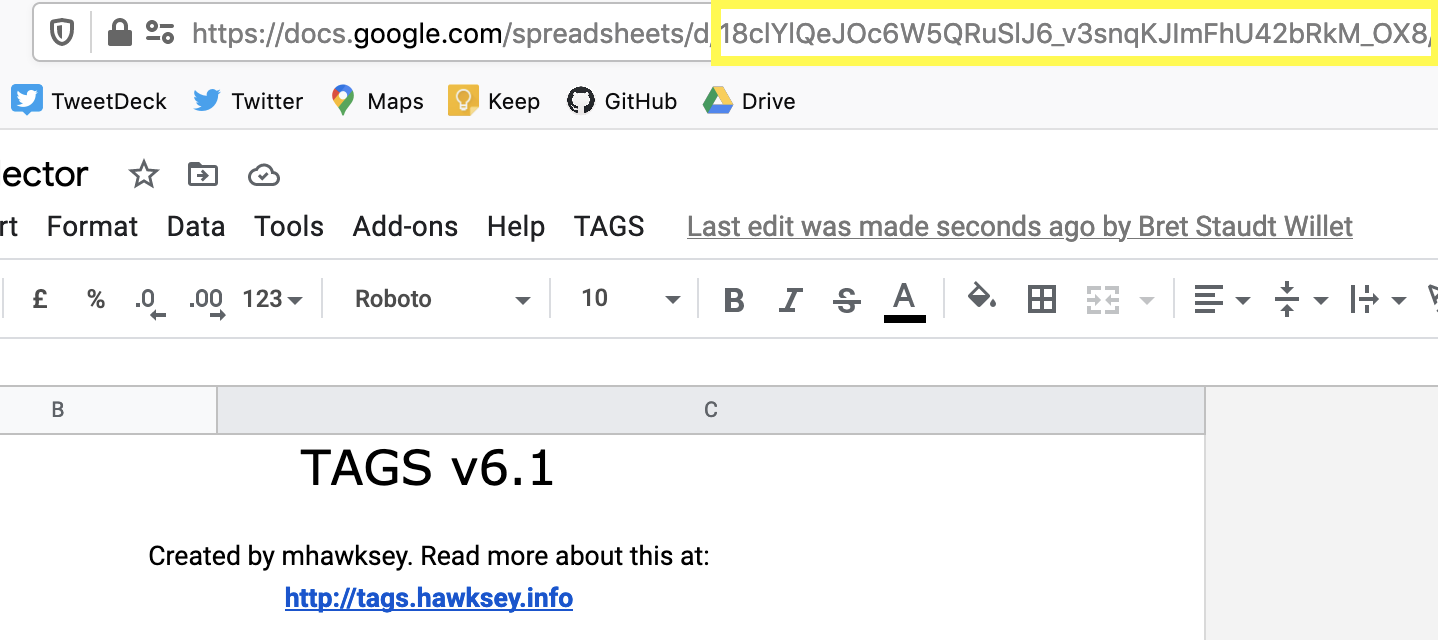 https://docs.google.com/spreadsheets/d/18clYlQeJOc6W5QRuSlJ6_v3snqKJImFhU42bRkM_OX8/
TweetDeck Twitter Maps Keep GitHub Drive
lector
rt Format Data Tools Add-ons Help TAGS Last edit was made seconds ago by Bret Staudt Willet
£ % .0 .00 123 Roboto 10 B I S A
B C
TAGS v6.1
Created by mhawksey. Read more about this at:
http://tags.hawksey.info